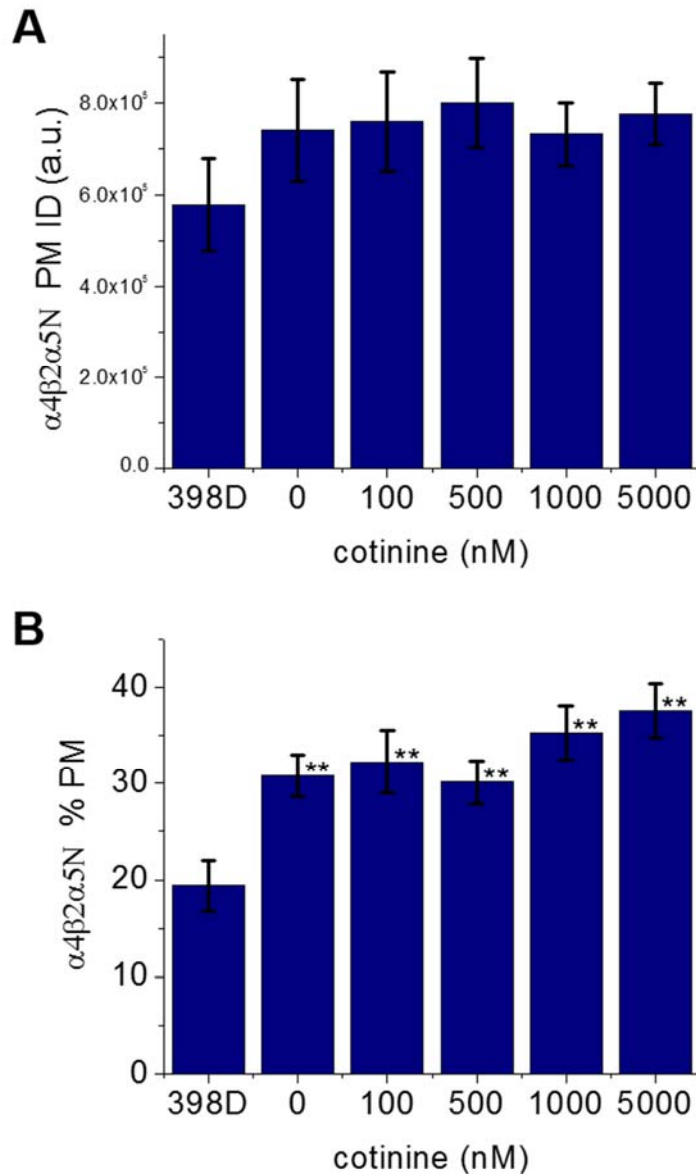 A
α4β2α5N PM ID (a.u.)
8.0x10⁵
6.0x10⁵
4.0x10⁵
2.0x10⁵
0.0
398D 0 100 500 1000 5000
cotinine (nM)
B
α4β2α5N % PM
40
30
20
10
0
** ** ** ** **
398D 0 100 500 1000 5000
cotinine (nM)